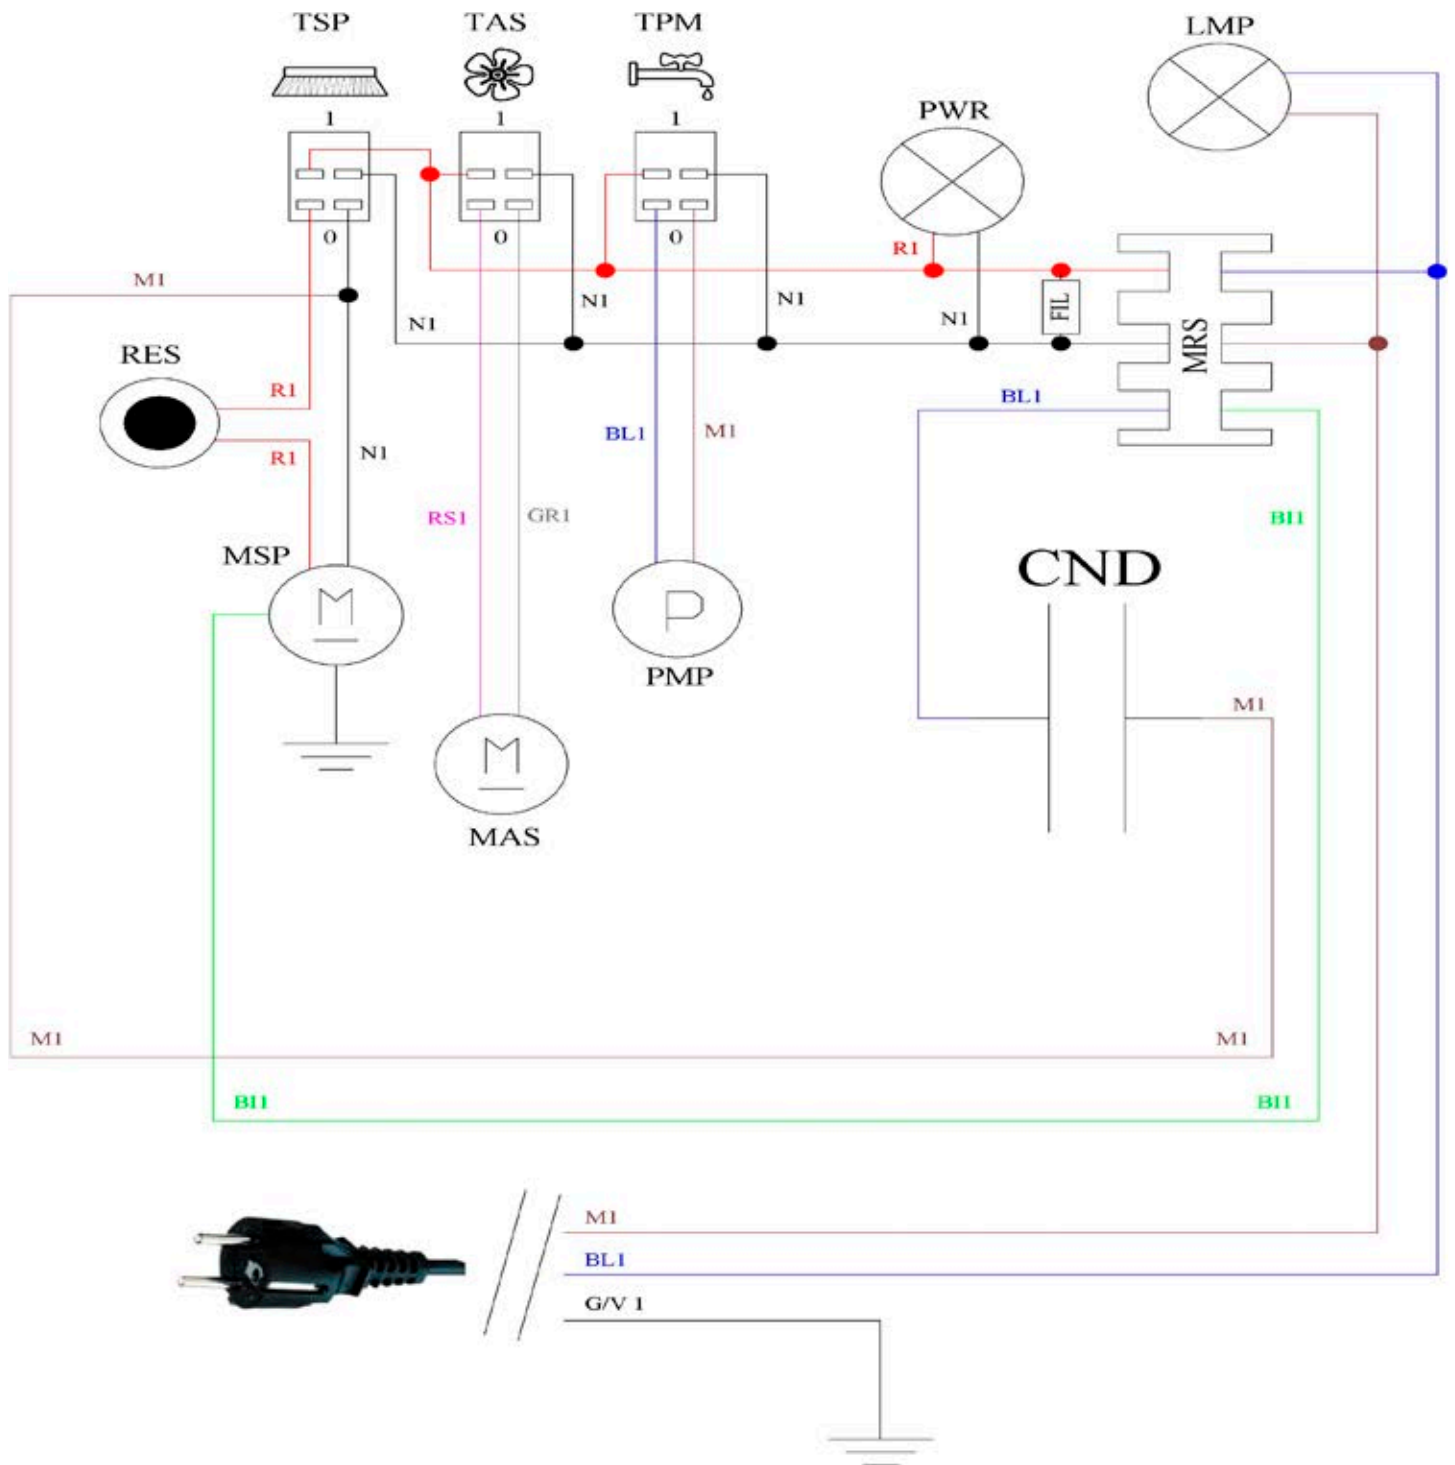 TSP TAS TPM LMP
1 1 1 PWR
0 0 0 R1
M1 N1 N1 N1 N1 FIL MRS
RES
R1 BL1
R1 N1 BL1 M1
RS1 GR1 BI1
MSP M CND
P
PMP M1
M
MAS
M1 M1
BI1 BI1
M1
BL1
G/V 1